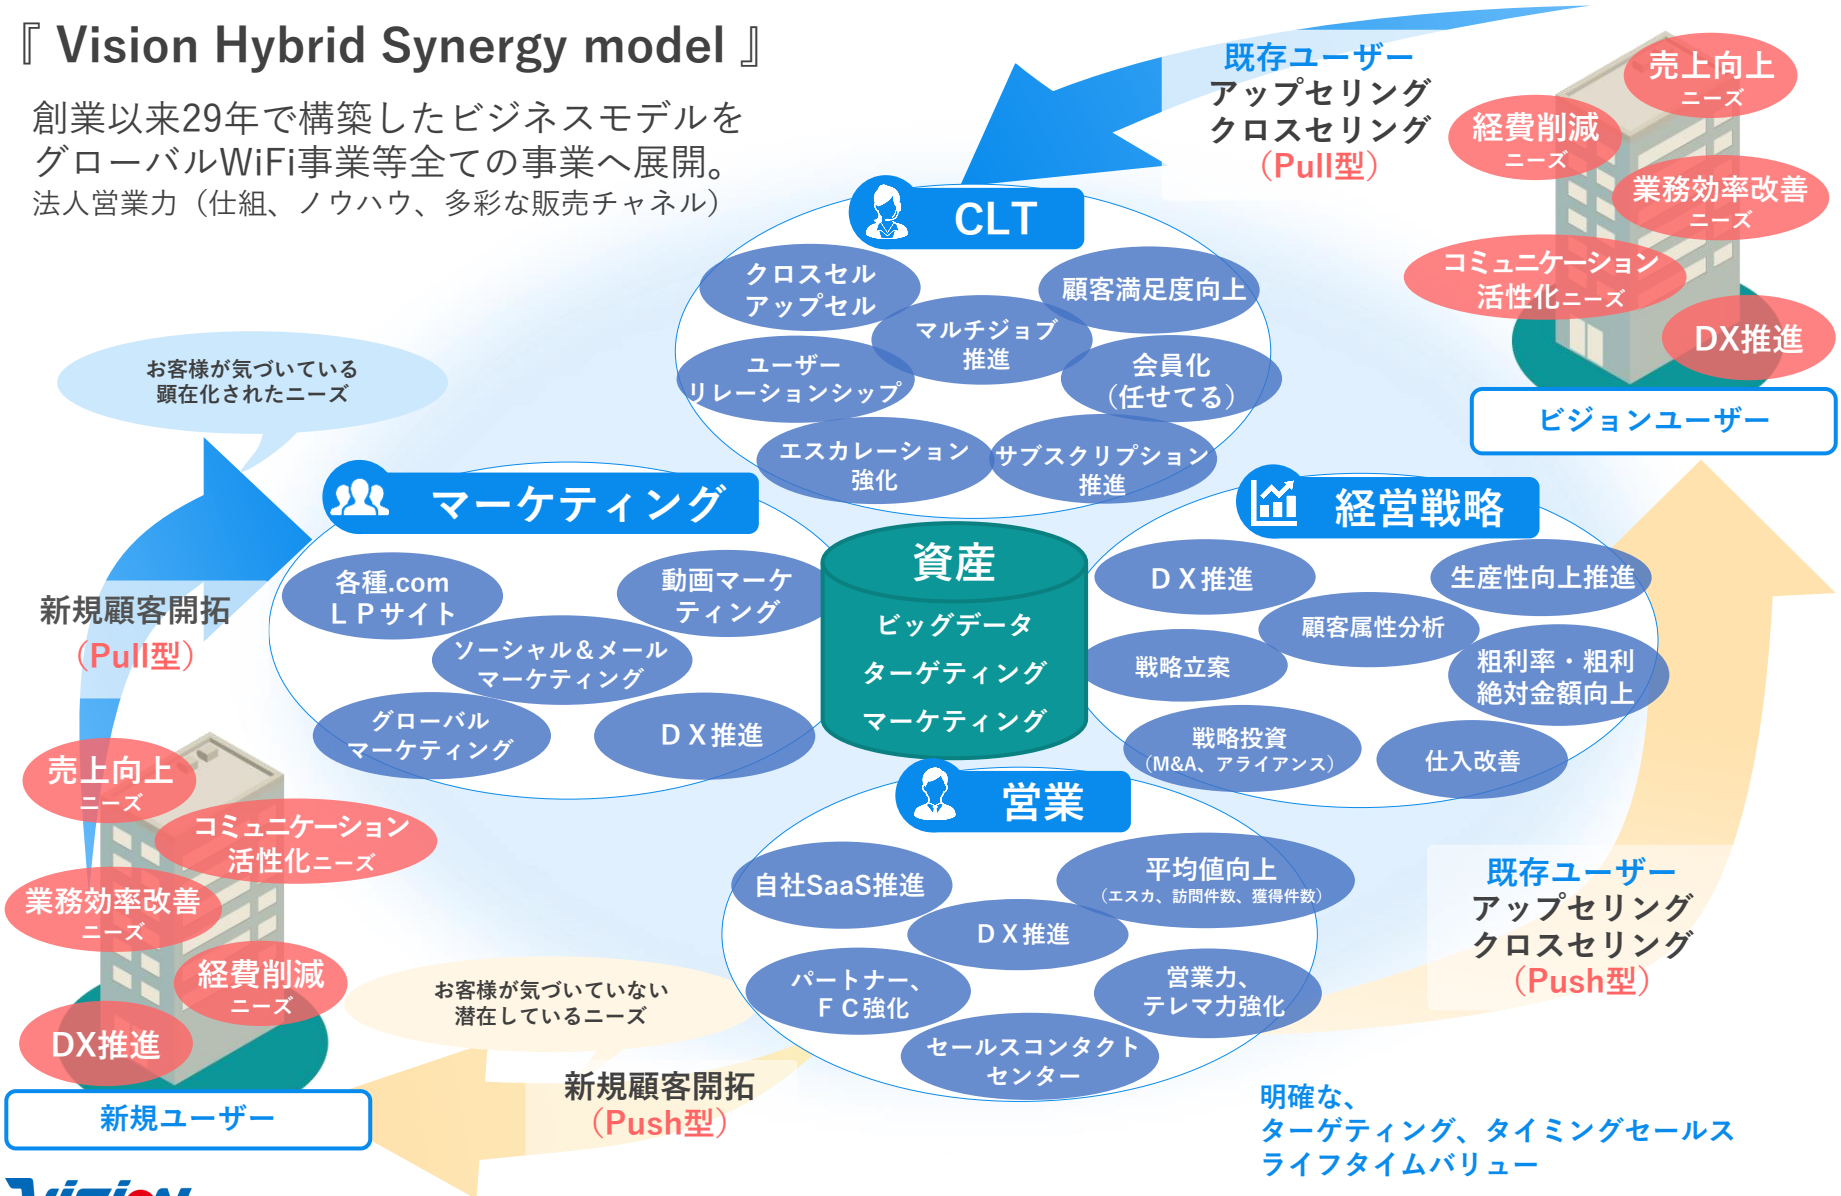 『 Vision Hybrid Synergy model 』
創業以来29年で構築したビジネスモデルを
グローバルWiFi事業等全ての事業へ展開。
法人営業力（仕組、ノウハウ、多彩な販売チャネル）
既存ユーザー
アップセリング
クロスセリング
（Pull型）
売上向上
ニーズ
経費削減
ニーズ
業務効率改善
ニーズ
コミュニケーション
活性化ニーズ
DX推進
ビジョンユーザー
CLT
クロスセル
アップセル
顧客満足度向上
マルチジョブ
推進
ユーザー
リレーションシップ
会員化
（任せてる）
エスカレーション
強化
サブスクリプション
推進
お客様が気づいている
顕在化されたニーズ
新規顧客開拓
（Pull型）
マーケティング
各種.com
ＬＰサイト
動画マーケ
ティング
ソーシャル＆メール
マーケティング
グローバル
マーケティング
ＤＸ推進
資産
ビッグデータ
ターゲティング
マーケティング
経営戦略
ＤＸ推進
生産性向上推進
顧客属性分析
戦略立案
粗利率・粗利
絶対金額向上
戦略投資
（M&A、アライアンス）
仕入改善
営業
自社SaaS推進
平均値向上
（エスカ、訪問件数、獲得件数）
ＤＸ推進
パートナー、
ＦＣ強化
営業力、
テレマ力強化
セールスコンタクト
センター
売上向上
ニーズ
コミュニケーション
活性化ニーズ
業務効率改善
ニーズ
経費削減
ニーズ
DX推進
新規ユーザー
お客様が気づいていない
潜在しているニーズ
新規顧客開拓
（Push型）
既存ユーザー
アップセリング
クロスセリング
（Push型）
明確な、
ターゲティング、タイミングセールス
ライフタイムバリュー
VISION